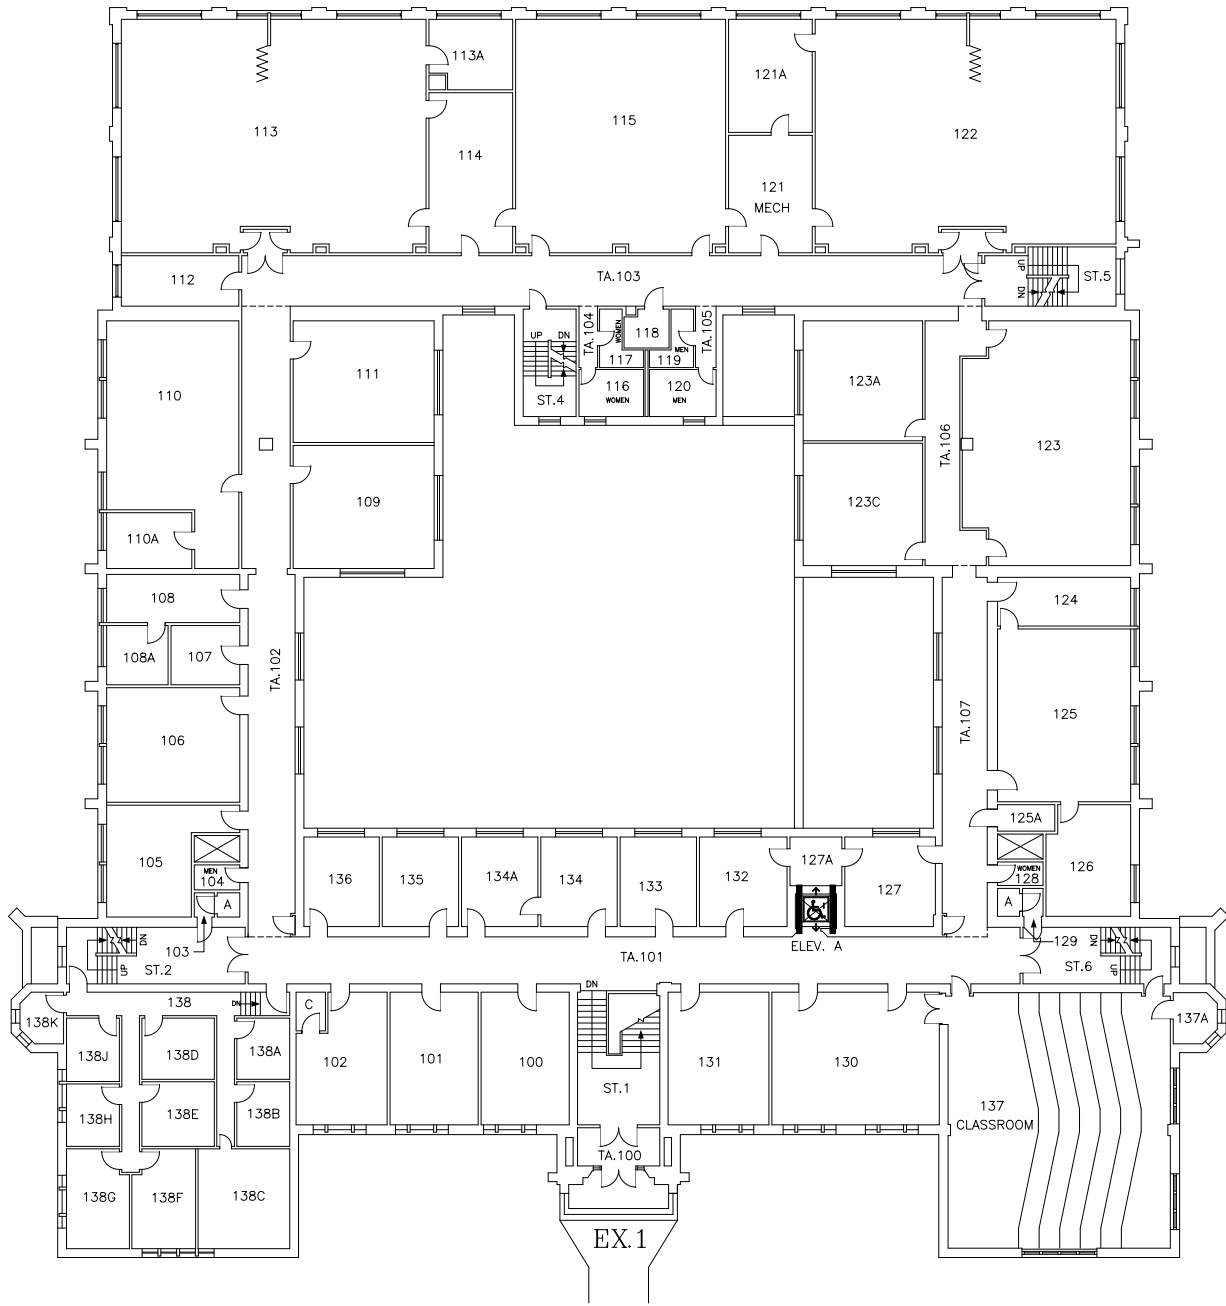 113A
121A
113
115
122
114
121
MECH
112
TA.103
UP
DN
ST.5
TA.104
WOMEN
118
TA.105
UP
DN
MEN
117
119
110
111
116
WOMEN
120
MEN
ST.4
123A
TA.106
123
109
123C
110A
108
124
108A
107
TA.102
TA.107
125
106
125A
105
MEN
104
136
135
134A
134
133
132
127A
127
WOMEN
128
126
A
A
103
DN
UP
ST.2
TA.101
ELEV. A
129
DN
ST.6
UP
138
DN
C
DN
138K
137A
138J
138D
138A
102
101
100
ST.1
131
130
138H
138E
138B
137
CLASSROOM
TA.100
138G
138F
138C
EX.1